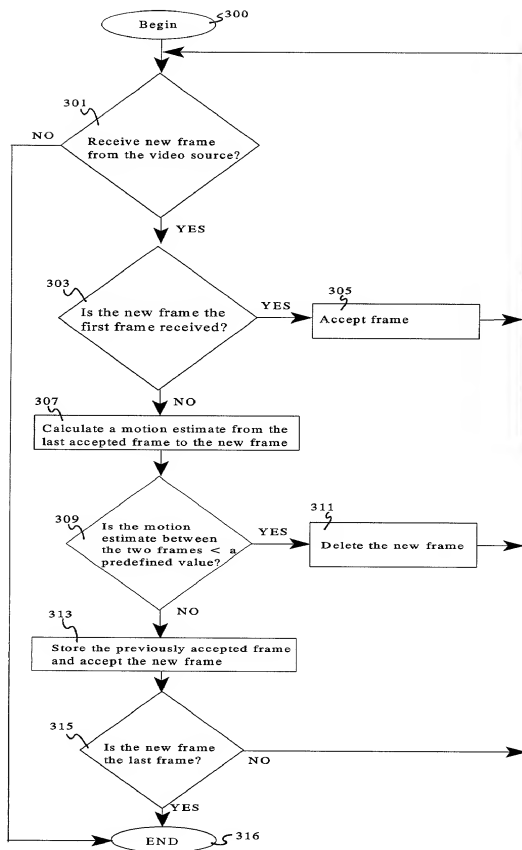 Begin
300
301
NO
Receive new frame
from the video source?
YES
303
Is the new frame the
first frame received?
YES
305
Accept frame
NO
307
Calculate a motion estimate from the
last accepted frame to the new frame
309
Is the motion
estimate between
the two frames < a
predefined value?
YES
311
Delete the new frame
NO
313
Store the previously accepted frame
and accept the new frame
315
Is the new frame
the last frame?
NO
YES
END
316